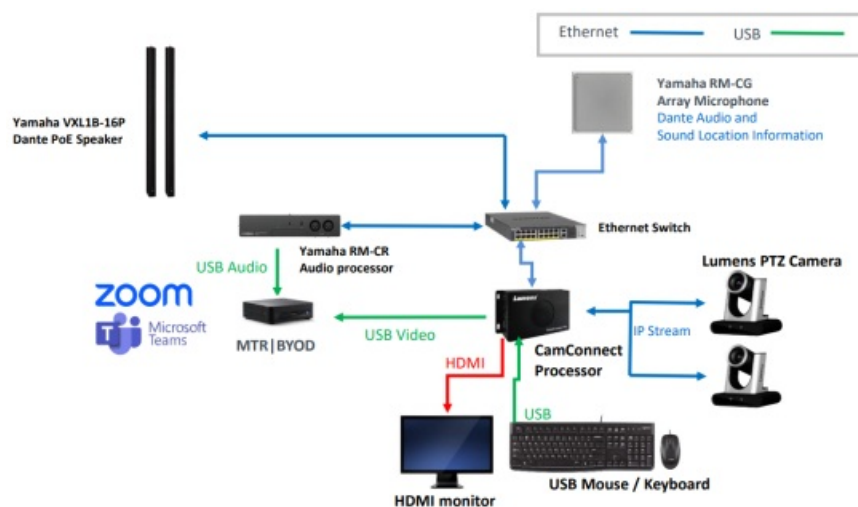 Ethernet
USB
Yamaha VXL1B-16P
Dante PoE Speaker
Yamaha RM-CG
Array Microphone
Dante Audio and
Sound Location Information
Ethernet Switch
Yamaha RM-CR
Audio processor
USB Audio
Lumens PTZ Camera
zoom
Microsoft
Teams
MTR|BYOD
USB Video
Lumens
IP Stream
CamConnect
Processor
HDMI
USB
HDMI monitor
USB Mouse / Keyboard